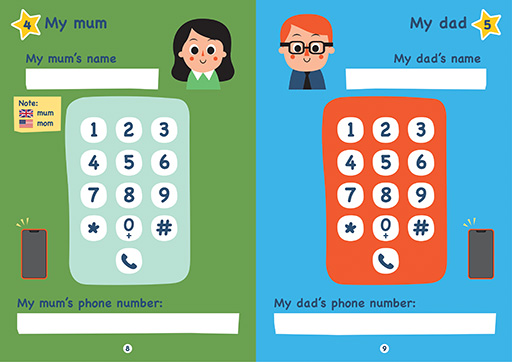 4 My mum
My mum's name
Note:
mum
mom
1 2 3
4 5 6
7 8 9
* 0 #
+
My mum's phone number:
8
My dad 5
My dad's name
1 2 3
4 5 6
7 8 9
* 0 #
+
My dad's phone number:
9